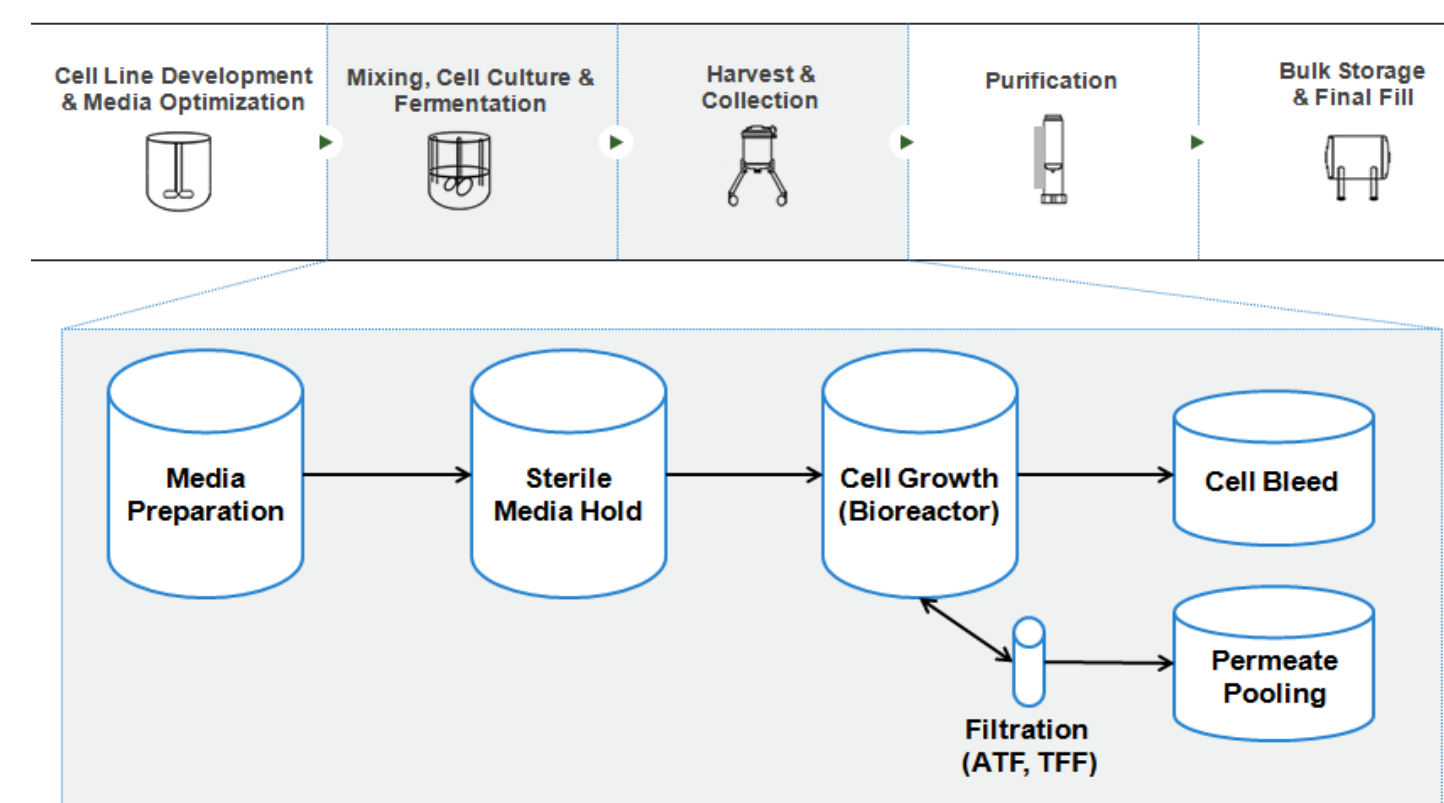 Cell Line Development
& Media Optimization
Mixing, Cell Culture &
Fermentation
Harvest &
Collection
Purification
Bulk Storage
& Final Fill
Media
Preparation
Sterile
Media Hold
Cell Growth
(Bioreactor)
Cell Bleed
Permeate
Pooling
Filtration
(ATF, TFF)